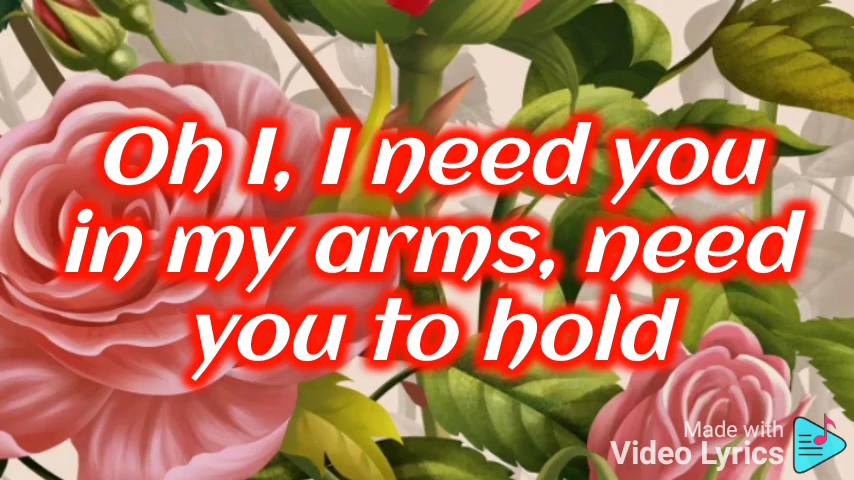 Oh I, I need you
in my arms, need
you to hold
Made with
Video Lyrics